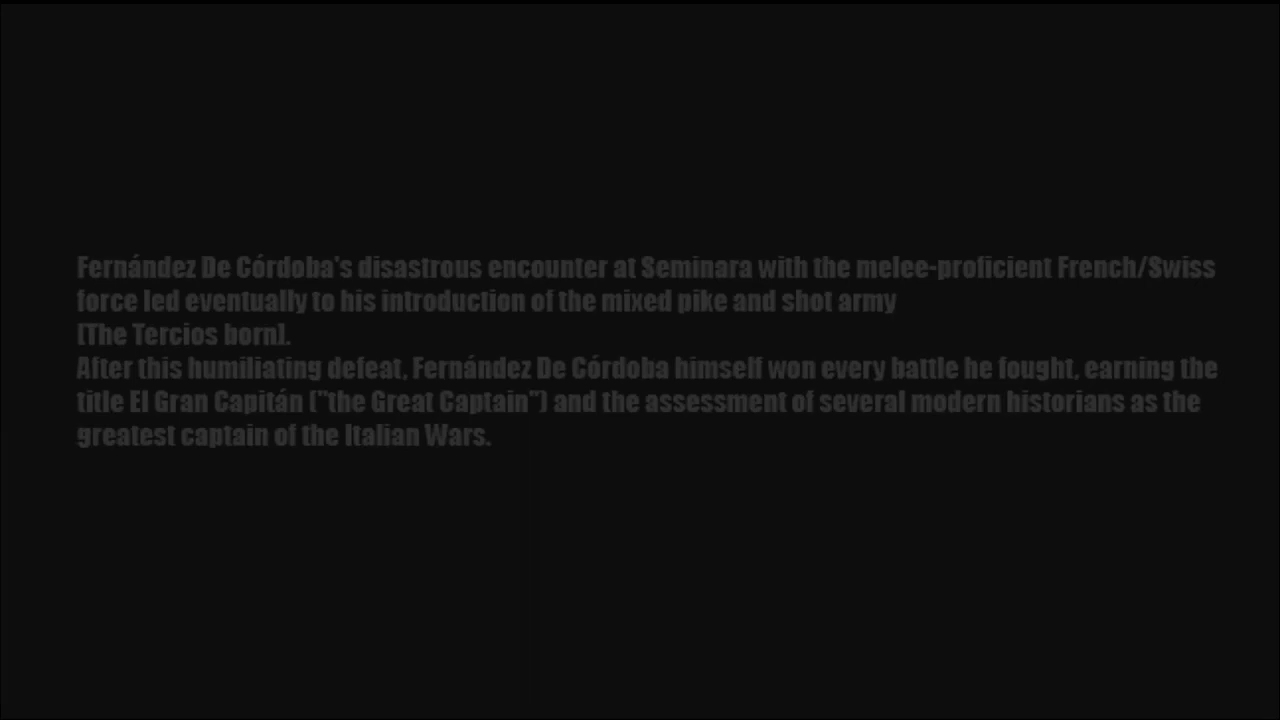 Fernández De Córdoba's disastrous encounter at Seminara with the melee-proficient French/Swiss
force led eventually to his introduction of the mixed pike and shot army
[The Tercios born].
After this humiliating defeat, Fernández De Córdoba himself won every battle he fought, earning the
title El Gran Capitán ("the Great Captain") and the assessment of several modern historians as the
greatest captain of the Italian Wars.